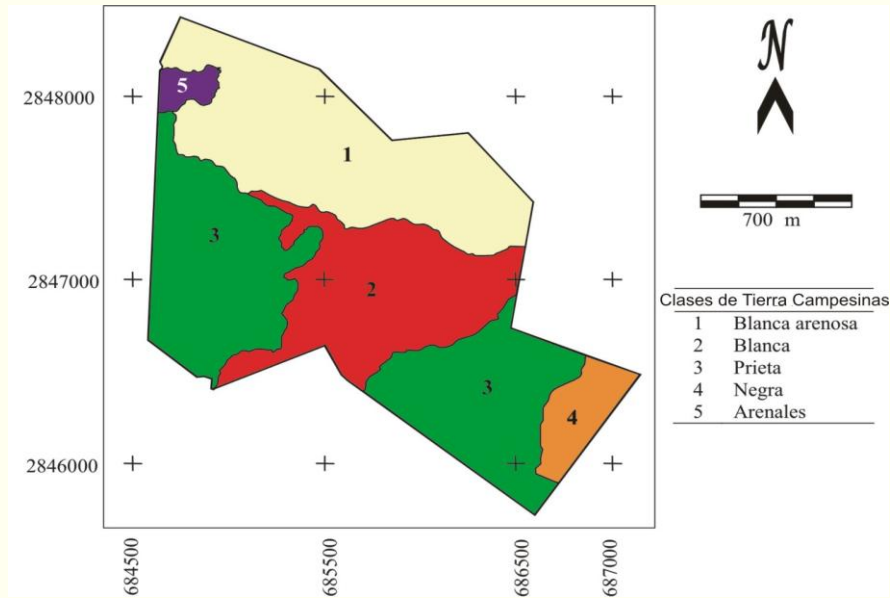 N
2848000
2847000
2846000
5
1
3
2
3
4
684500
685500
686500
687000
700 m
Clases de Tierra Campesinas
1 Blanca arenosa
2 Blanca
3 Prieta
4 Negra
5 Arenales